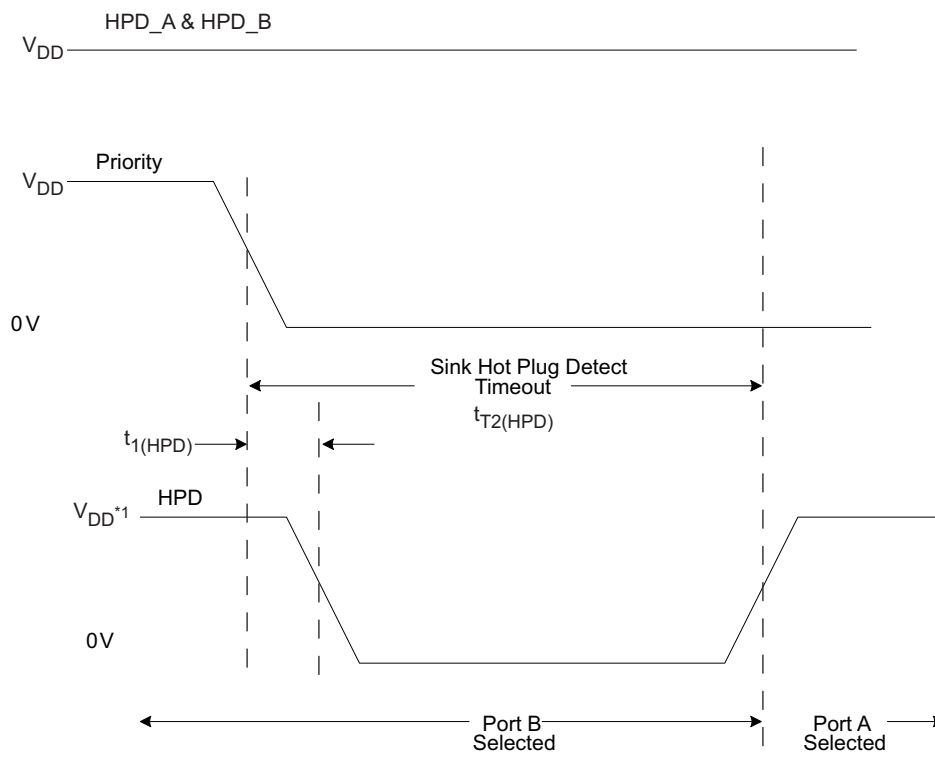 HPD_A & HPD_B
VDD
Priority
VDD
0V
Sink Hot Plug Detect
Timeout
tT2(HPD)
t1(HPD)
HPD
VDD*1
0V
Port B
Selected
Port A
Selected